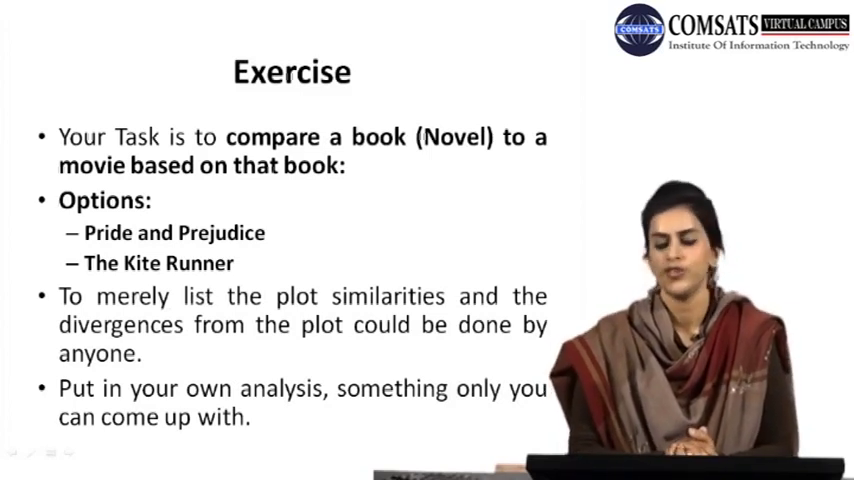 COMSATS VIRTUAL CAMPUS
COMSATS
Institute Of Information Technology
Exercise
• Your Task is to compare a book (Novel) to a
movie based on that book:
• Options:
– Pride and Prejudice
– The Kite Runner
• To merely list the plot similarities and the
divergences from the plot could be done by
anyone.
• Put in your own analysis, something only you
can come up with.